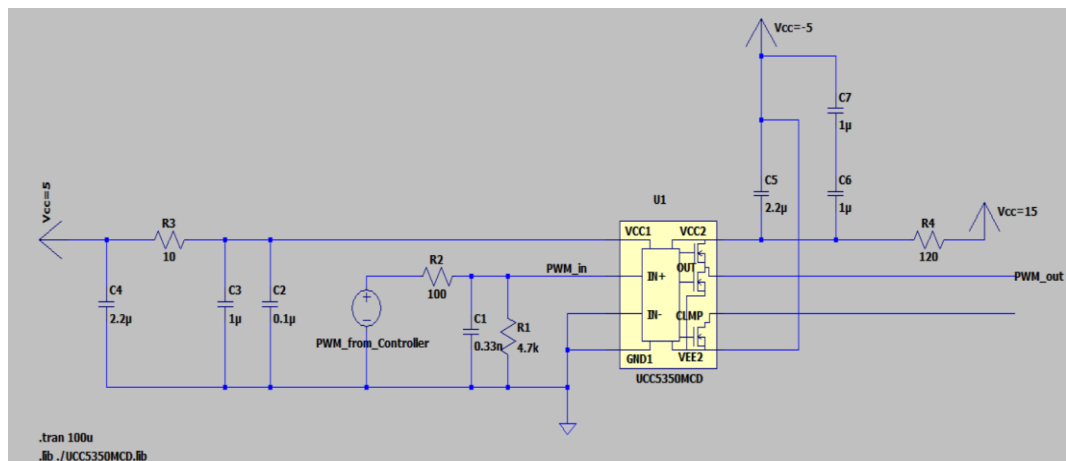 Vcc=-5
C7
1µ
C5
2.2µ
C6
1µ
Vcc=5
R3
10
U1
Vcc=15
R4
120
VCC1
VCC2
R2
100
PWM_in
IN+
OUT
PWM_out
C4
2.2µ
C3
1µ
C2
0.1µ
PWM_from_Controller
C1
0.33n
R1
4.7k
IN-
CLMP
GND1
VEE2
UCC5350MCD
.tran 100u
.lib ./UCC5350MCD.lib